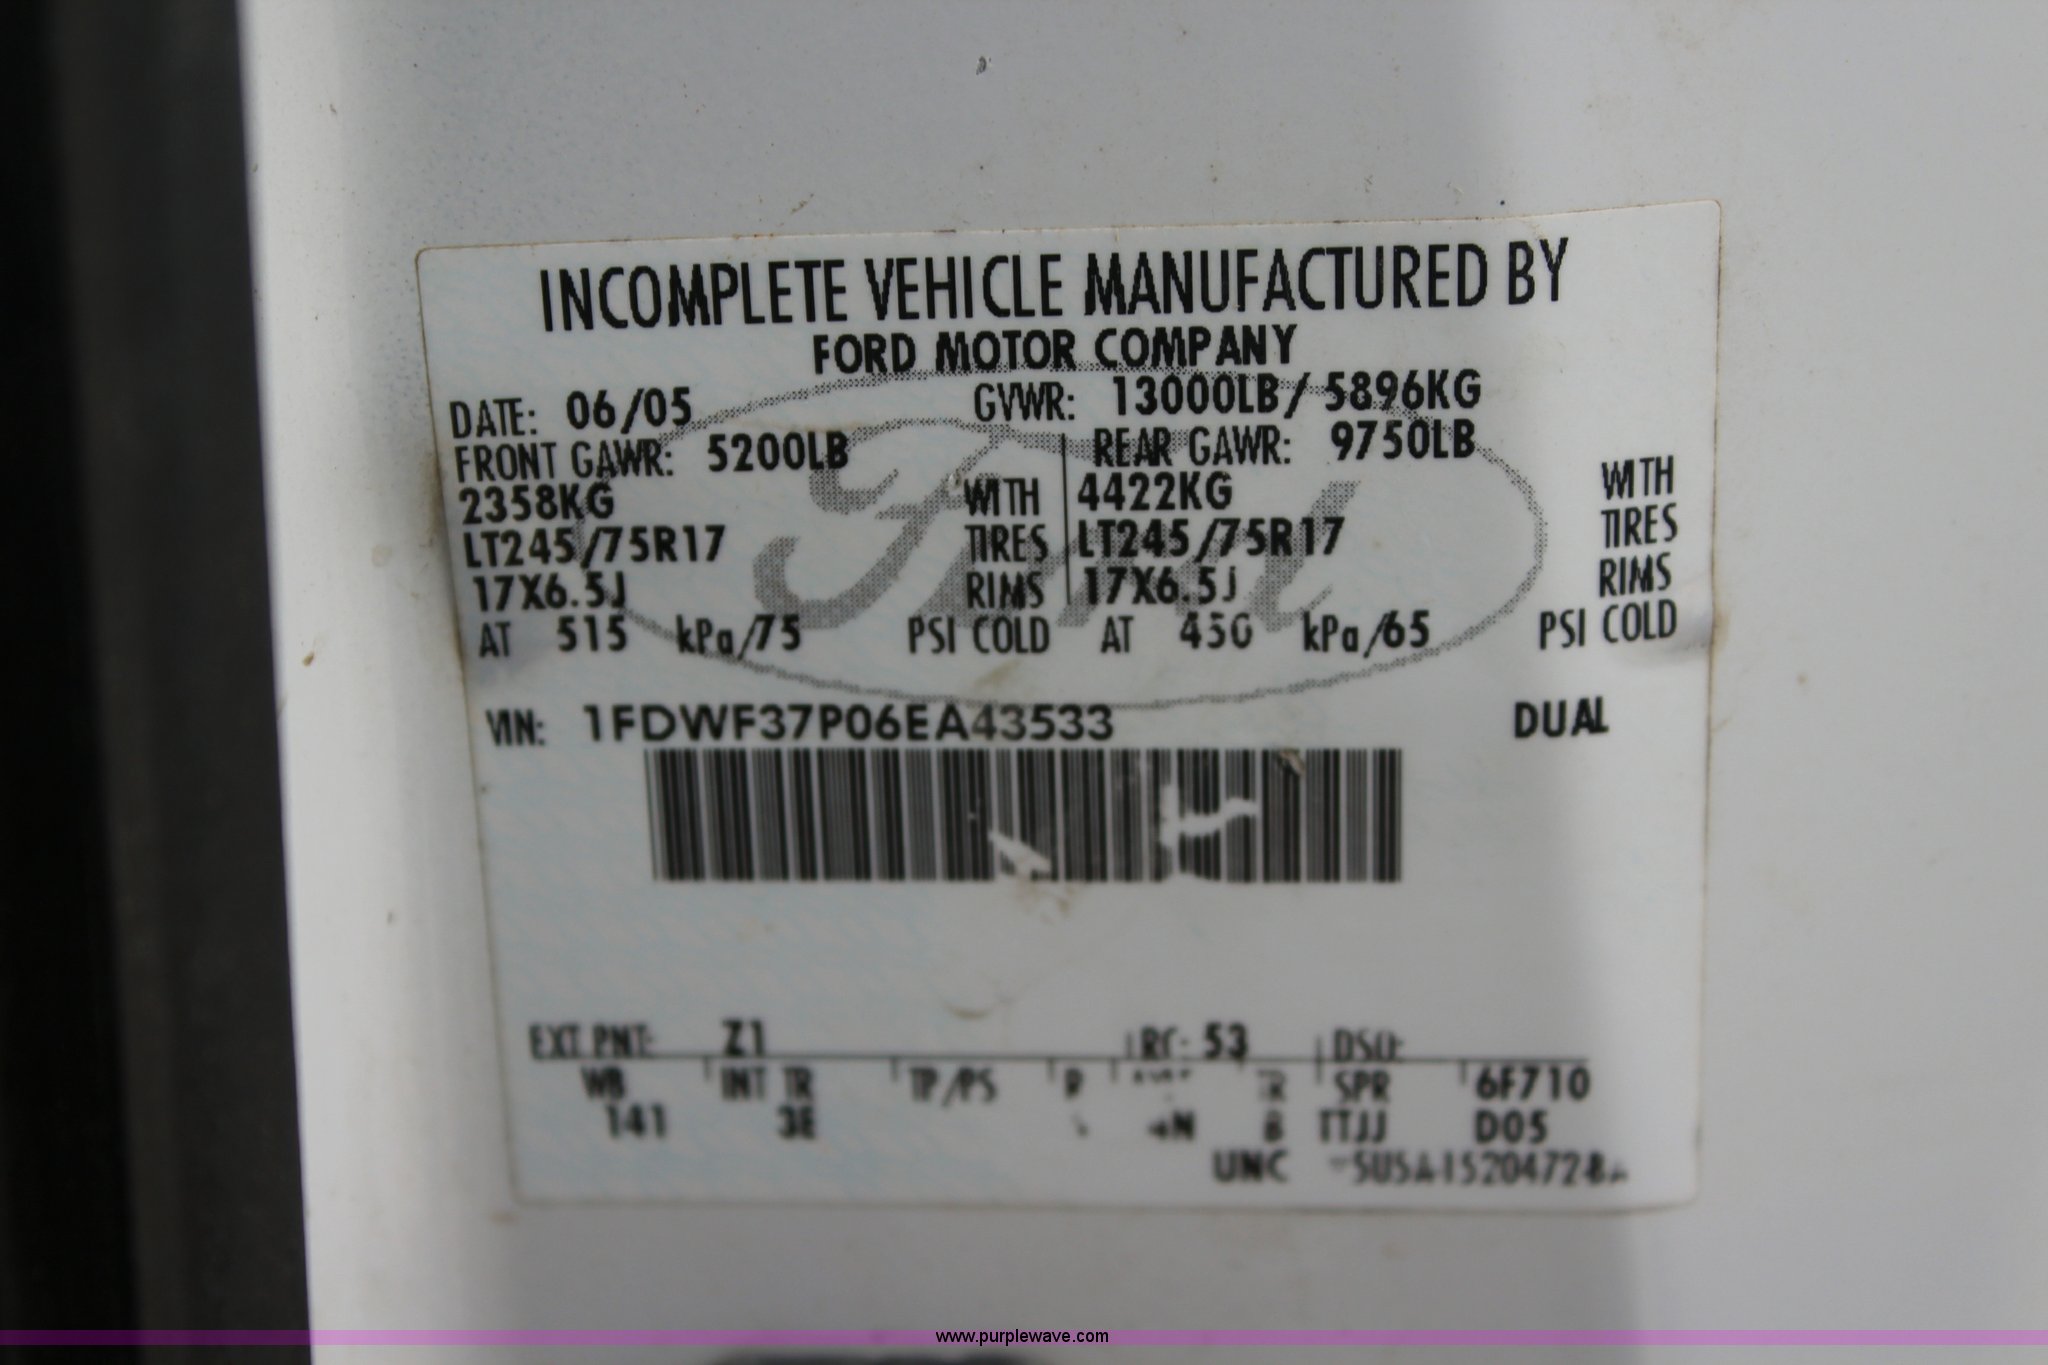 INCOMPLETE VEHICLE MANUFACTURED BY
FORD MOTOR COMPANY
DATE: 06/05 GVWR: 13000LB/ 5896KG
FRONT GAWR: 5200LB REAR GAWR: 9750LB
2358KG WITH 4422KG WITH
LT245/75R17 TIRES LT245/75R17 TIRES
17X6.5J RIMS 17X6.5J RIMS
AT 515 kPa/75 PSI COLD AT 450 kPa/65 PSI COLD
Ford
VIN: 1FDWF37P06EA43533 DUAL
EXT PNT: Z1 RC: 53 DSO:
WB INT TR TP/PS R SPR 6F710
141 3E B TTJJ D05
UNC
www.purplewave.com